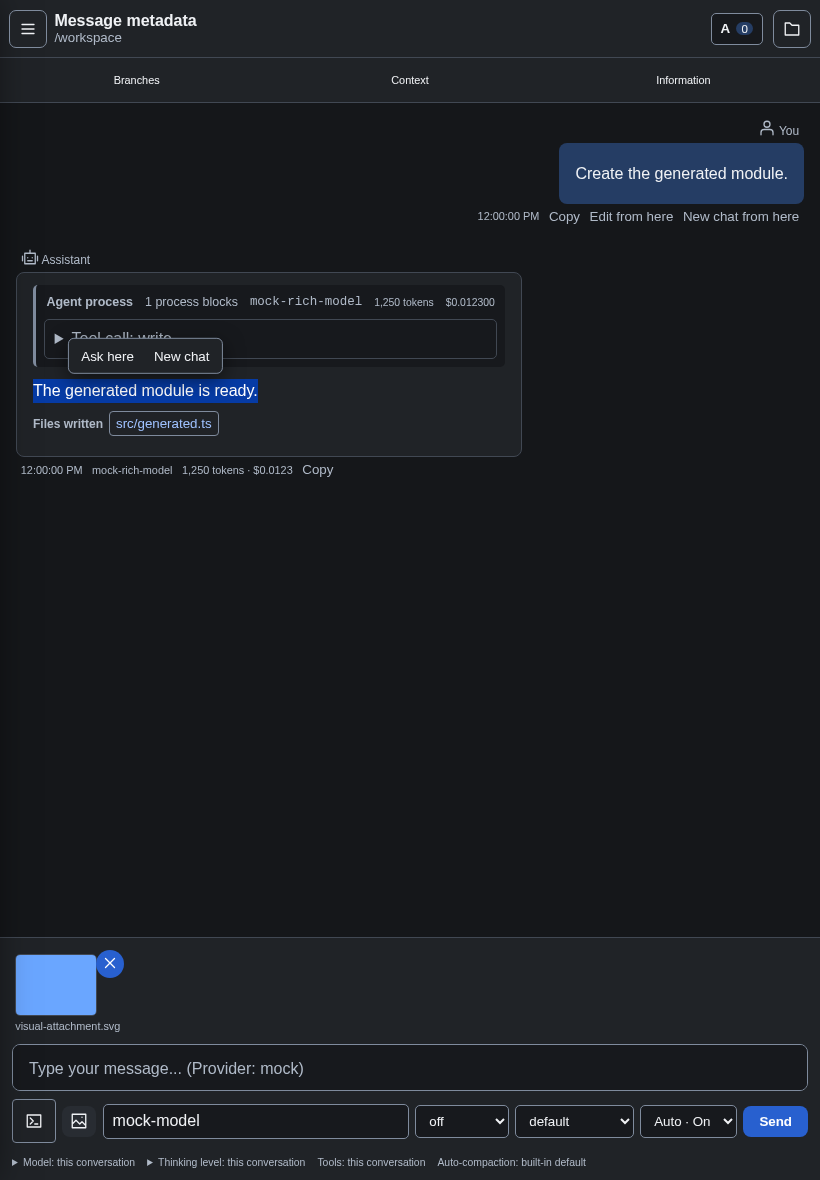 Message metadata
/workspace
A 0
Branches Context Information
You
Create the generated module.
12:00:00 PM Copy Edit from here New chat from here
Assistant
Agent process 1 process blocks mock-rich-model 1,250 tokens $0.012300
Tool call: write
Ask here New chat
The generated module is ready.
Files written src/generated.ts
12:00:00 PM mock-rich-model 1,250 tokens · $0.0123 Copy
visual-attachment.svg
Type your message... (Provider: mock)
mock-model off default Auto · On Send
Model: this conversation Thinking level: this conversation Tools: this conversation Auto-compaction: built-in default